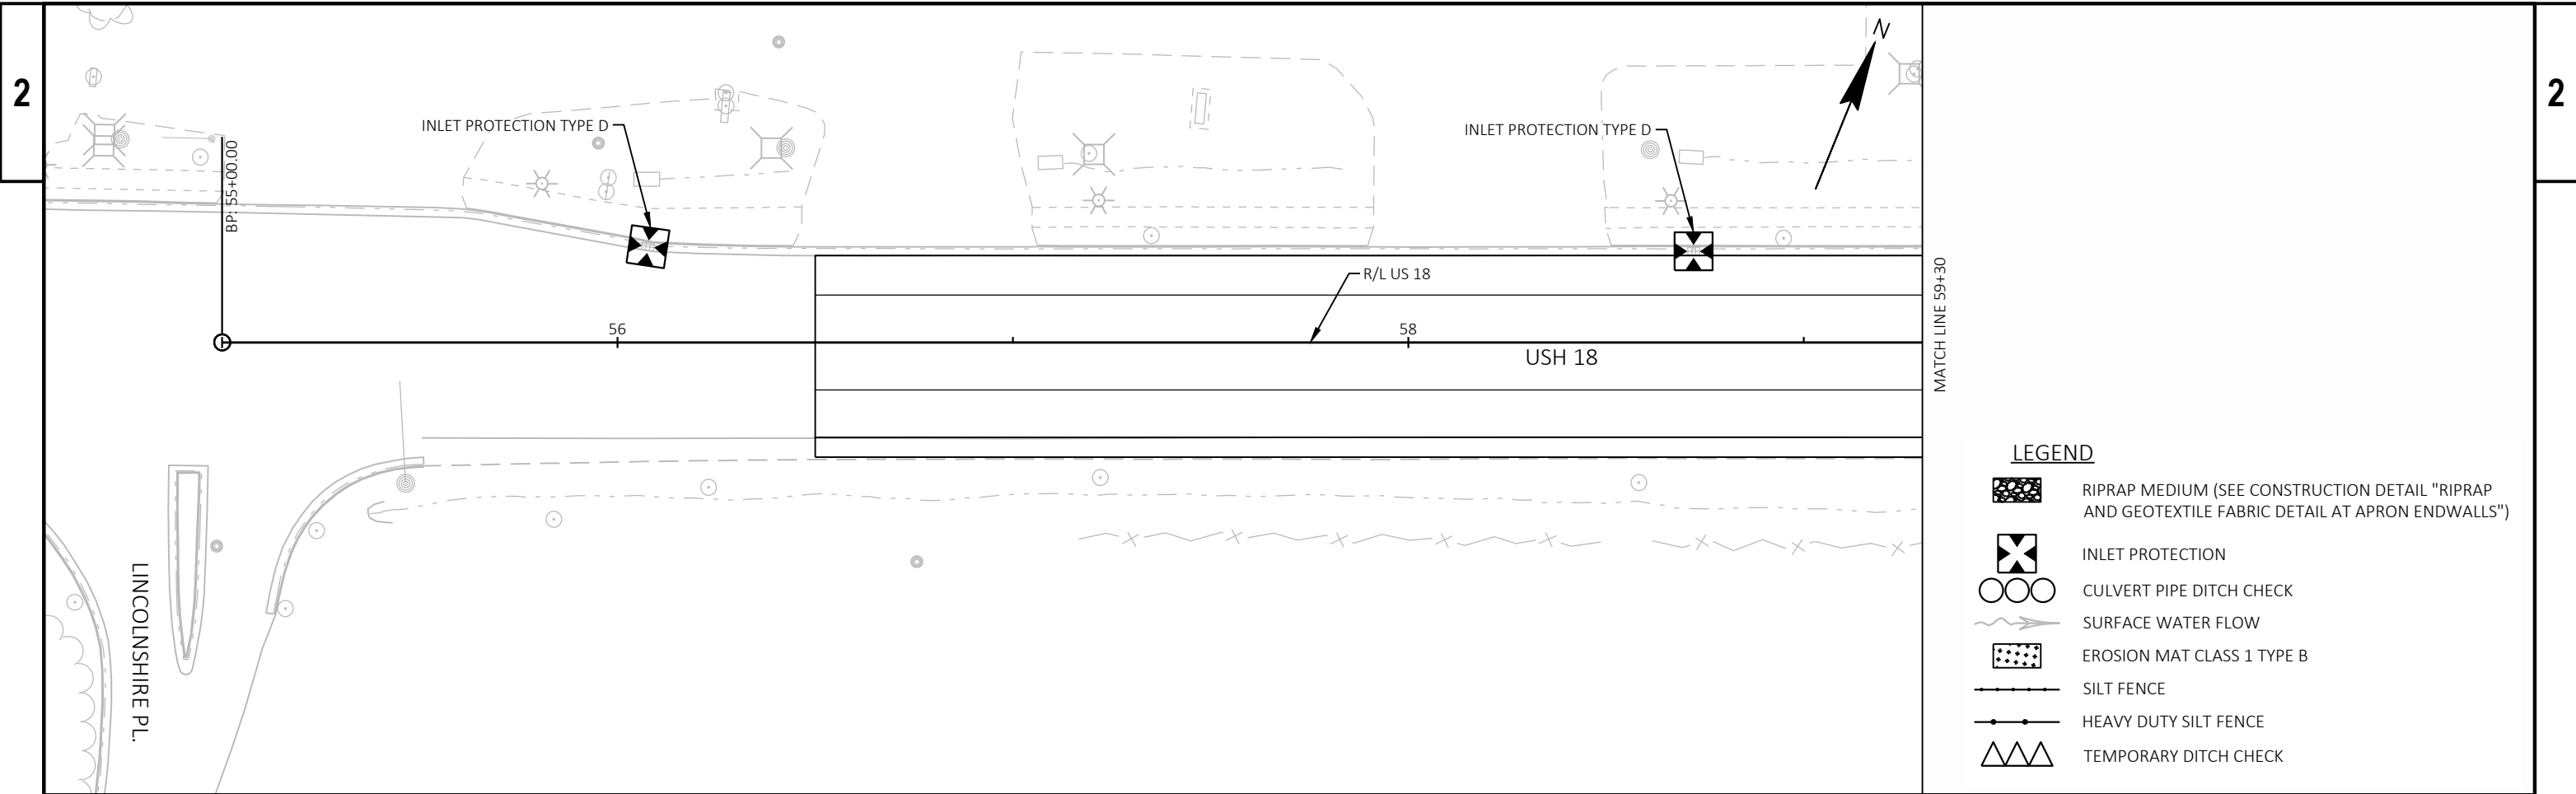 2
2
N
INLET PROTECTION TYPE D
INLET PROTECTION TYPE D
BP: 55+00.00
R/L US 18
56
58
USH 18
MATCH LINE 59+30
LINCOLNSHIRE PL.
LEGEND
RIPRAP MEDIUM (SEE CONSTRUCTION DETAIL "RIPRAP
AND GEOTEXTILE FABRIC DETAIL AT APRON ENDWALLS")
INLET PROTECTION
CULVERT PIPE DITCH CHECK
SURFACE WATER FLOW
EROSION MAT CLASS 1 TYPE B
SILT FENCE
HEAVY DUTY SILT FENCE
TEMPORARY DITCH CHECK